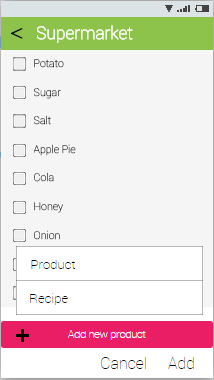 < Supermarket
Potato
Sugar
Salt
Apple Pie
Cola
Honey
Onion
Product
Recipe
+ Add new product
Cancel Add